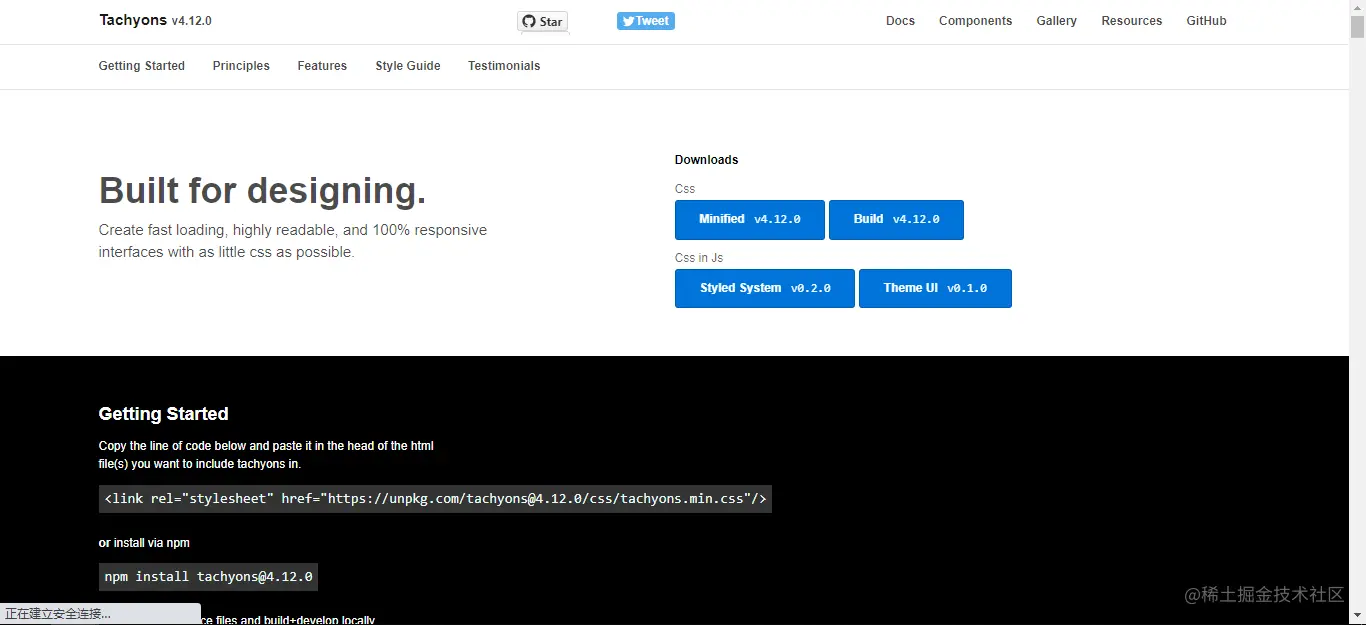 Tachyons v4.12.0
Star
Tweet
Docs Components Gallery Resources GitHub
Getting Started Principles Features Style Guide Testimonials
Built for designing.
Create fast loading, highly readable, and 100% responsive
interfaces with as little css as possible.
Downloads
Css
Minified v4.12.0 Build v4.12.0
Css in Js
Styled System v0.2.0 Theme UI v0.1.0
Getting Started
Copy the line of code below and paste it in the head of the html
file(s) you want to include tachyons in.
<link rel="stylesheet" href="https://unpkg.com/tachyons@4.12.0/css/tachyons.min.css"/>
or install via npm
npm install tachyons@4.12.0
files and build+develop locally
正在建立安全连接...
@稀土掘金技术社区